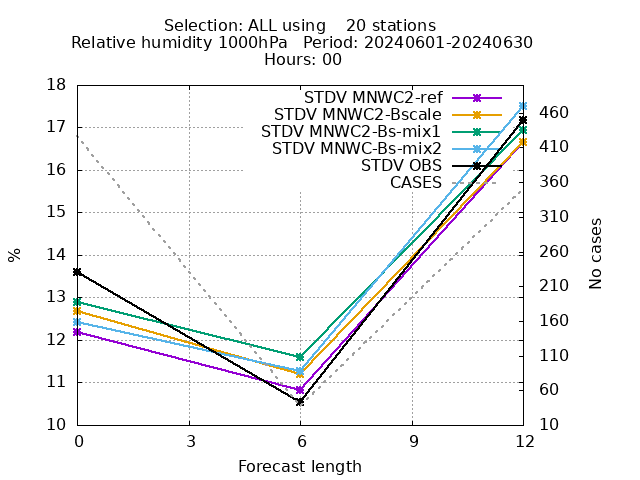 Selection: ALL using    20 stations
Relative humidity 1000hPa   Period: 20240601-20240630
Hours: 00
STDV MNWC2-ref
STDV MNWC2-Bscale
STDV MNWC2-Bs-mix1
STDV MNWC-Bs-mix2
STDV OBS
CASES
18
17
16
15
14
13
12
11
10
%
460
410
360
310
260
210
160
110
60
10
No cases
0
3
6
9
12
Forecast length